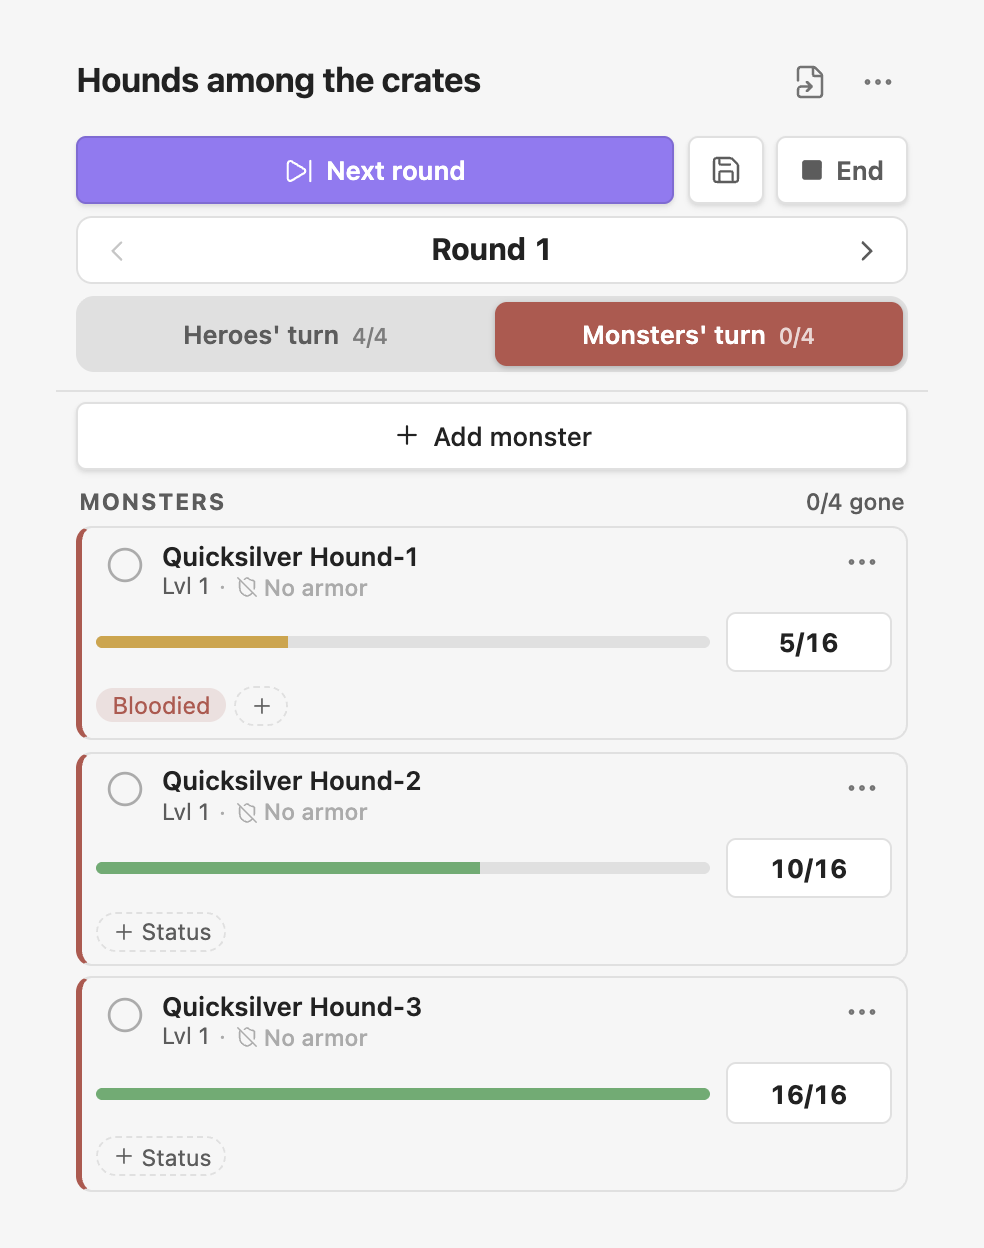 Hounds among the crates
Next round
End
Round 1
Heroes' turn 4/4
Monsters' turn 0/4
+ Add monster
MONSTERS
0/4 gone
Quicksilver Hound-1
Lvl 1 · No armor
5/16
Bloodied
+
Quicksilver Hound-2
Lvl 1 · No armor
10/16
+ Status
Quicksilver Hound-3
Lvl 1 · No armor
16/16
+ Status